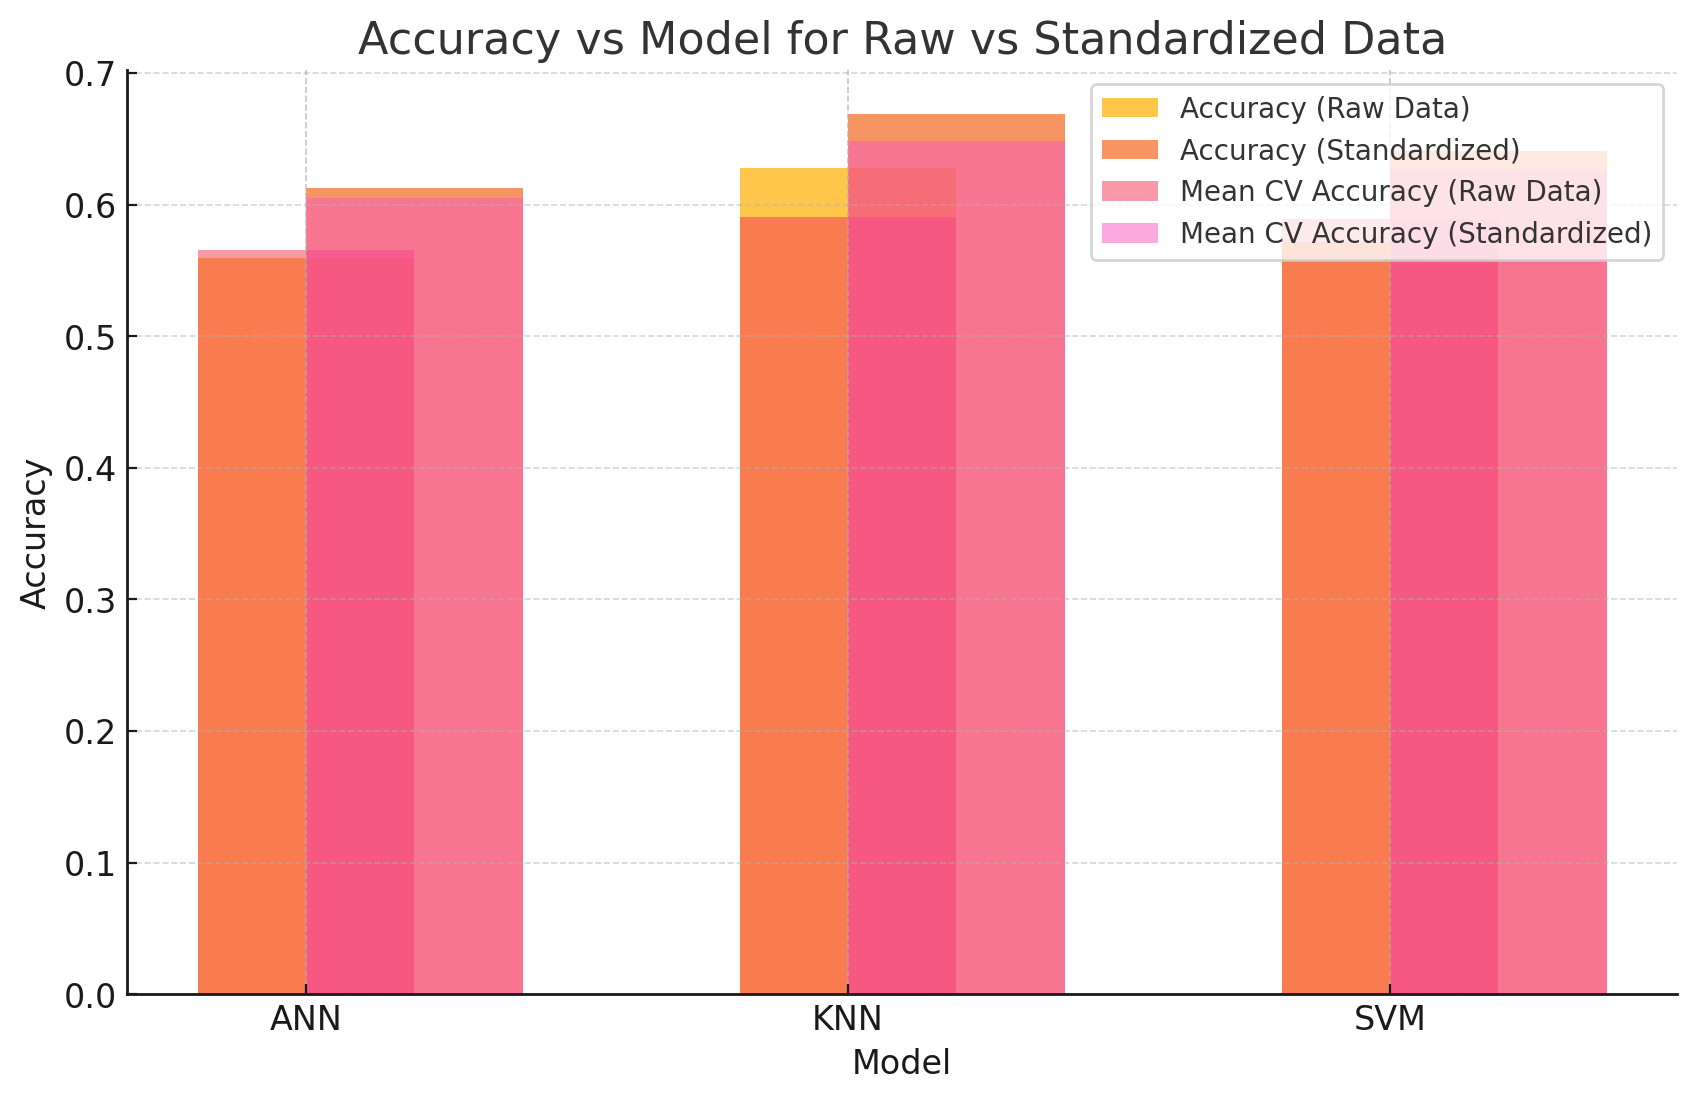 Accuracy vs Model for Raw vs Standardized Data
0.7
0.6
0.5
0.4
0.3
0.2
0.1
0.0
Accuracy
Accuracy (Raw Data)
Accuracy (Standardized)
Mean CV Accuracy (Raw Data)
Mean CV Accuracy (Standardized)
ANN
KNN
SVM
Model